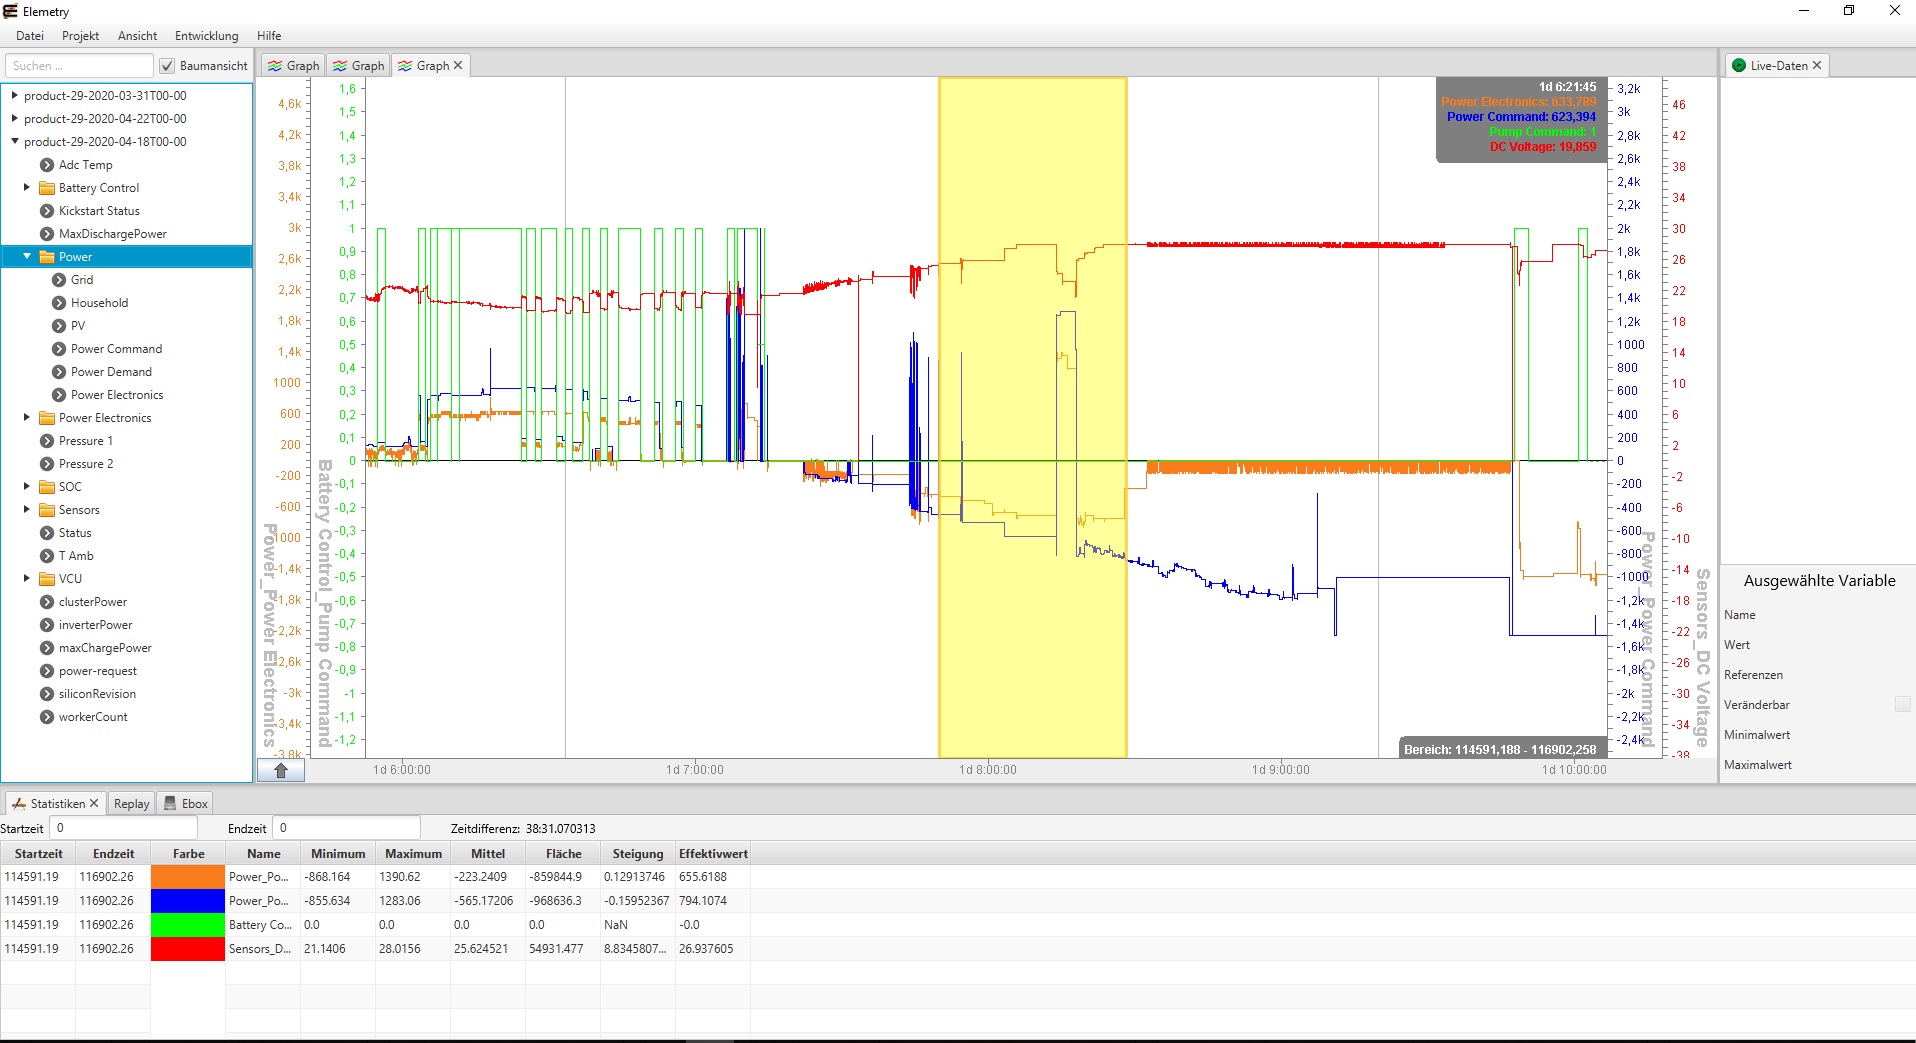 Elemetry
Datei Projekt Ansicht Entwicklung Hilfe
Suchen ... Baumansicht
product-29-2020-03-31T00-00
product-29-2020-04-22T00-00
product-29-2020-04-18T00-00
Adc Temp
Battery Control
Kickstart Status
MaxDischargePower
Power
Grid
Household
PV
Power Command
Power Demand
Power Electronics
Power Electronics
Pressure 1
Pressure 2
SOC
Sensors
Status
T Amb
VCU
clusterPower
inverterPower
maxChargePower
power-request
siliconRevision
workerCount
Graph Graph Graph
4,6k
4,2k
3,8k
3,4k
3k
2,6k
2,2k
1,8k
1,4k
1000
600
200
-200
-600
-1000
-1,4k
-1,8k
-2,2k
-2,6k
-3k
-3,4k
-3,8k
Power_Power Electronics
1,6
1,5
1,4
1,3
1,2
1,1
1
0,9
0,8
0,7
0,6
0,5
0,4
0,3
0,2
0,1
0
-0,1
-0,2
-0,3
-0,4
-0,5
-0,6
-0,7
-0,8
-0,9
-1
-1,1
-1,2
Battery Control_Pump Command
1d 6:21:45
Power Electronics: 633,789
Power Command: 623,394
Pump Command: 1
DC Voltage: 19,859
Bereich: 114591,188 - 116902,258
3,2k
3k
2,8k
2,6k
2,4k
2,2k
2k
1,8k
1,6k
1,4k
1,2k
1000
800
600
400
200
0
-200
-400
-600
-800
-1000
-1,2k
-1,4k
-1,6k
-1,8k
-2k
-2,2k
-2,4k
Power_Power Command
46
42
38
34
30
26
22
18
14
10
6
2
-2
-6
-10
-14
-18
-22
-26
-30
-34
-38
Sensors_DC Voltage
1d 6:00:00 1d 7:00:00 1d 8:00:00 1d 9:00:00 1d 10:00:00
Live-Daten
Ausgewählte Variable
Name
Wert
Referenzen
Veränderbar
Minimalwert
Maximalwert
Statistiken Replay Ebox
Startzeit 0 Endzeit 0 Zeitdifferenz: 38:31.070313
Startzeit Endzeit Farbe Name Minimum Maximum Mittel Fläche Steigung Effektivwert
114591.19 116902.26 Power_Po... -868.164 1390.62 -223.2409 -859844.9 0.12913746 655.6188
114591.19 116902.26 Power_Po... -855.634 1283.06 -565.17206 -968636.3 -0.15952367 794.1074
114591.19 116902.26 Battery Co... 0.0 0.0 0.0 0.0 NaN -0.0
114591.19 116902.26 Sensors_D... 21.1406 28.0156 25.624521 54931.477 8.8345807... 26.937605